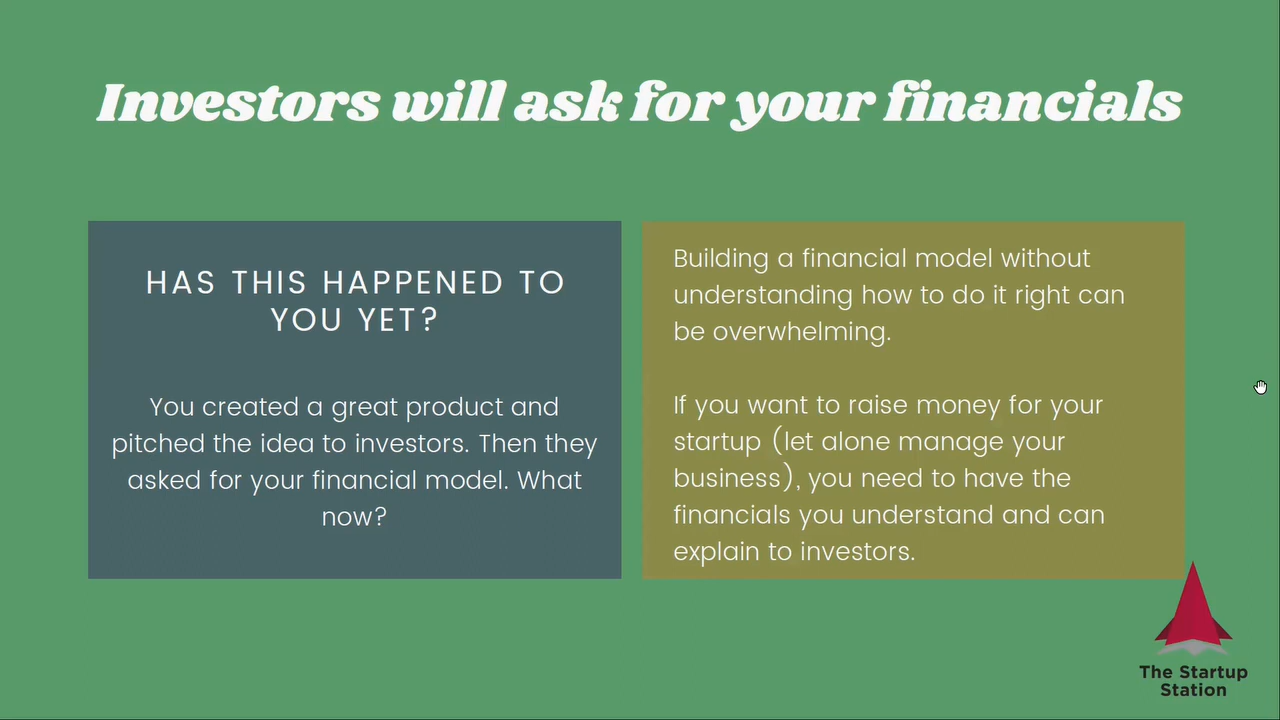 Investors will ask for your financials
HAS THIS HAPPENED TO
YOU YET?
You created a great product and
pitched the idea to investors. Then they
asked for your financial model. What
now?
Building a financial model without
understanding how to do it right can
be overwhelming.
If you want to raise money for your
startup (let alone manage your
business), you need to have the
financials you understand and can
explain to investors.
The Startup
Station